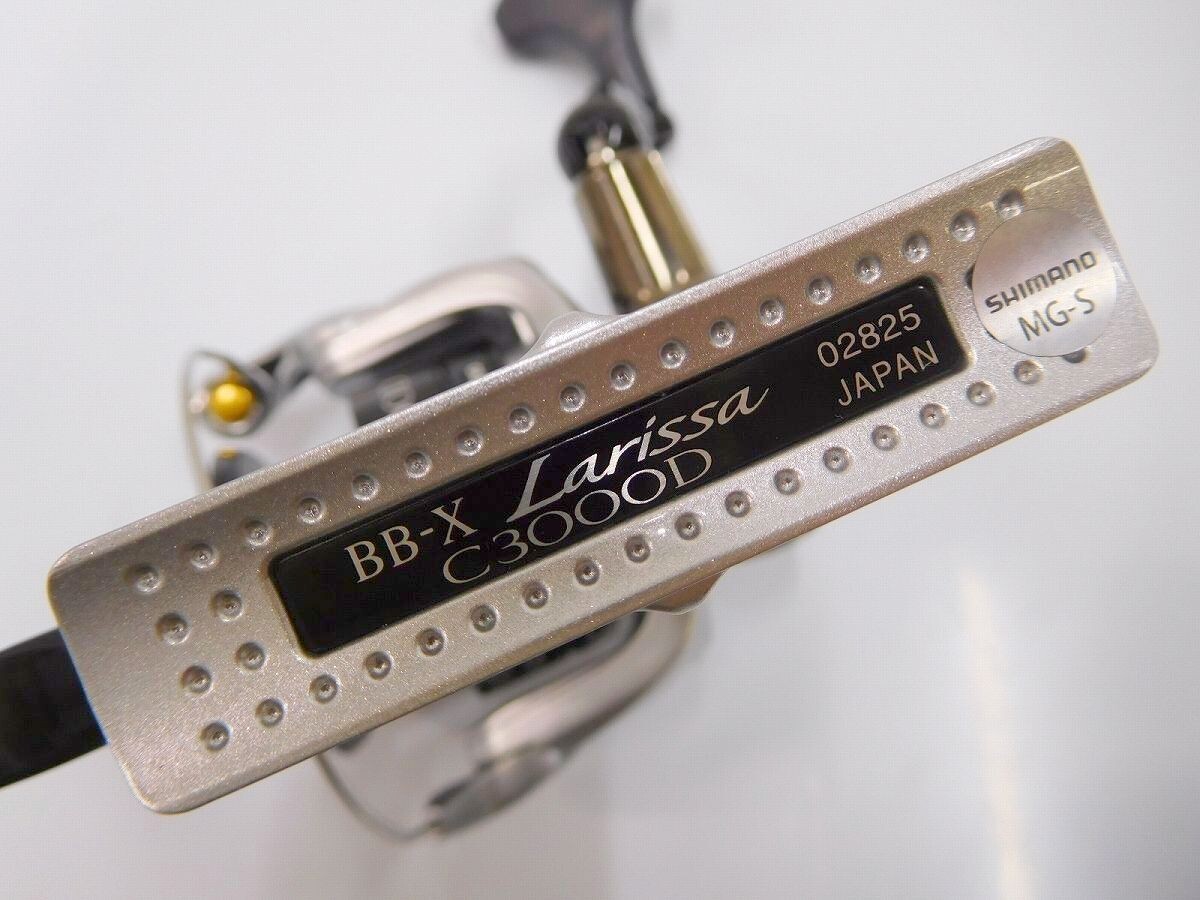 BB-X Larissa
C3000D
02825
JAPAN
SHIMANO
MG-S